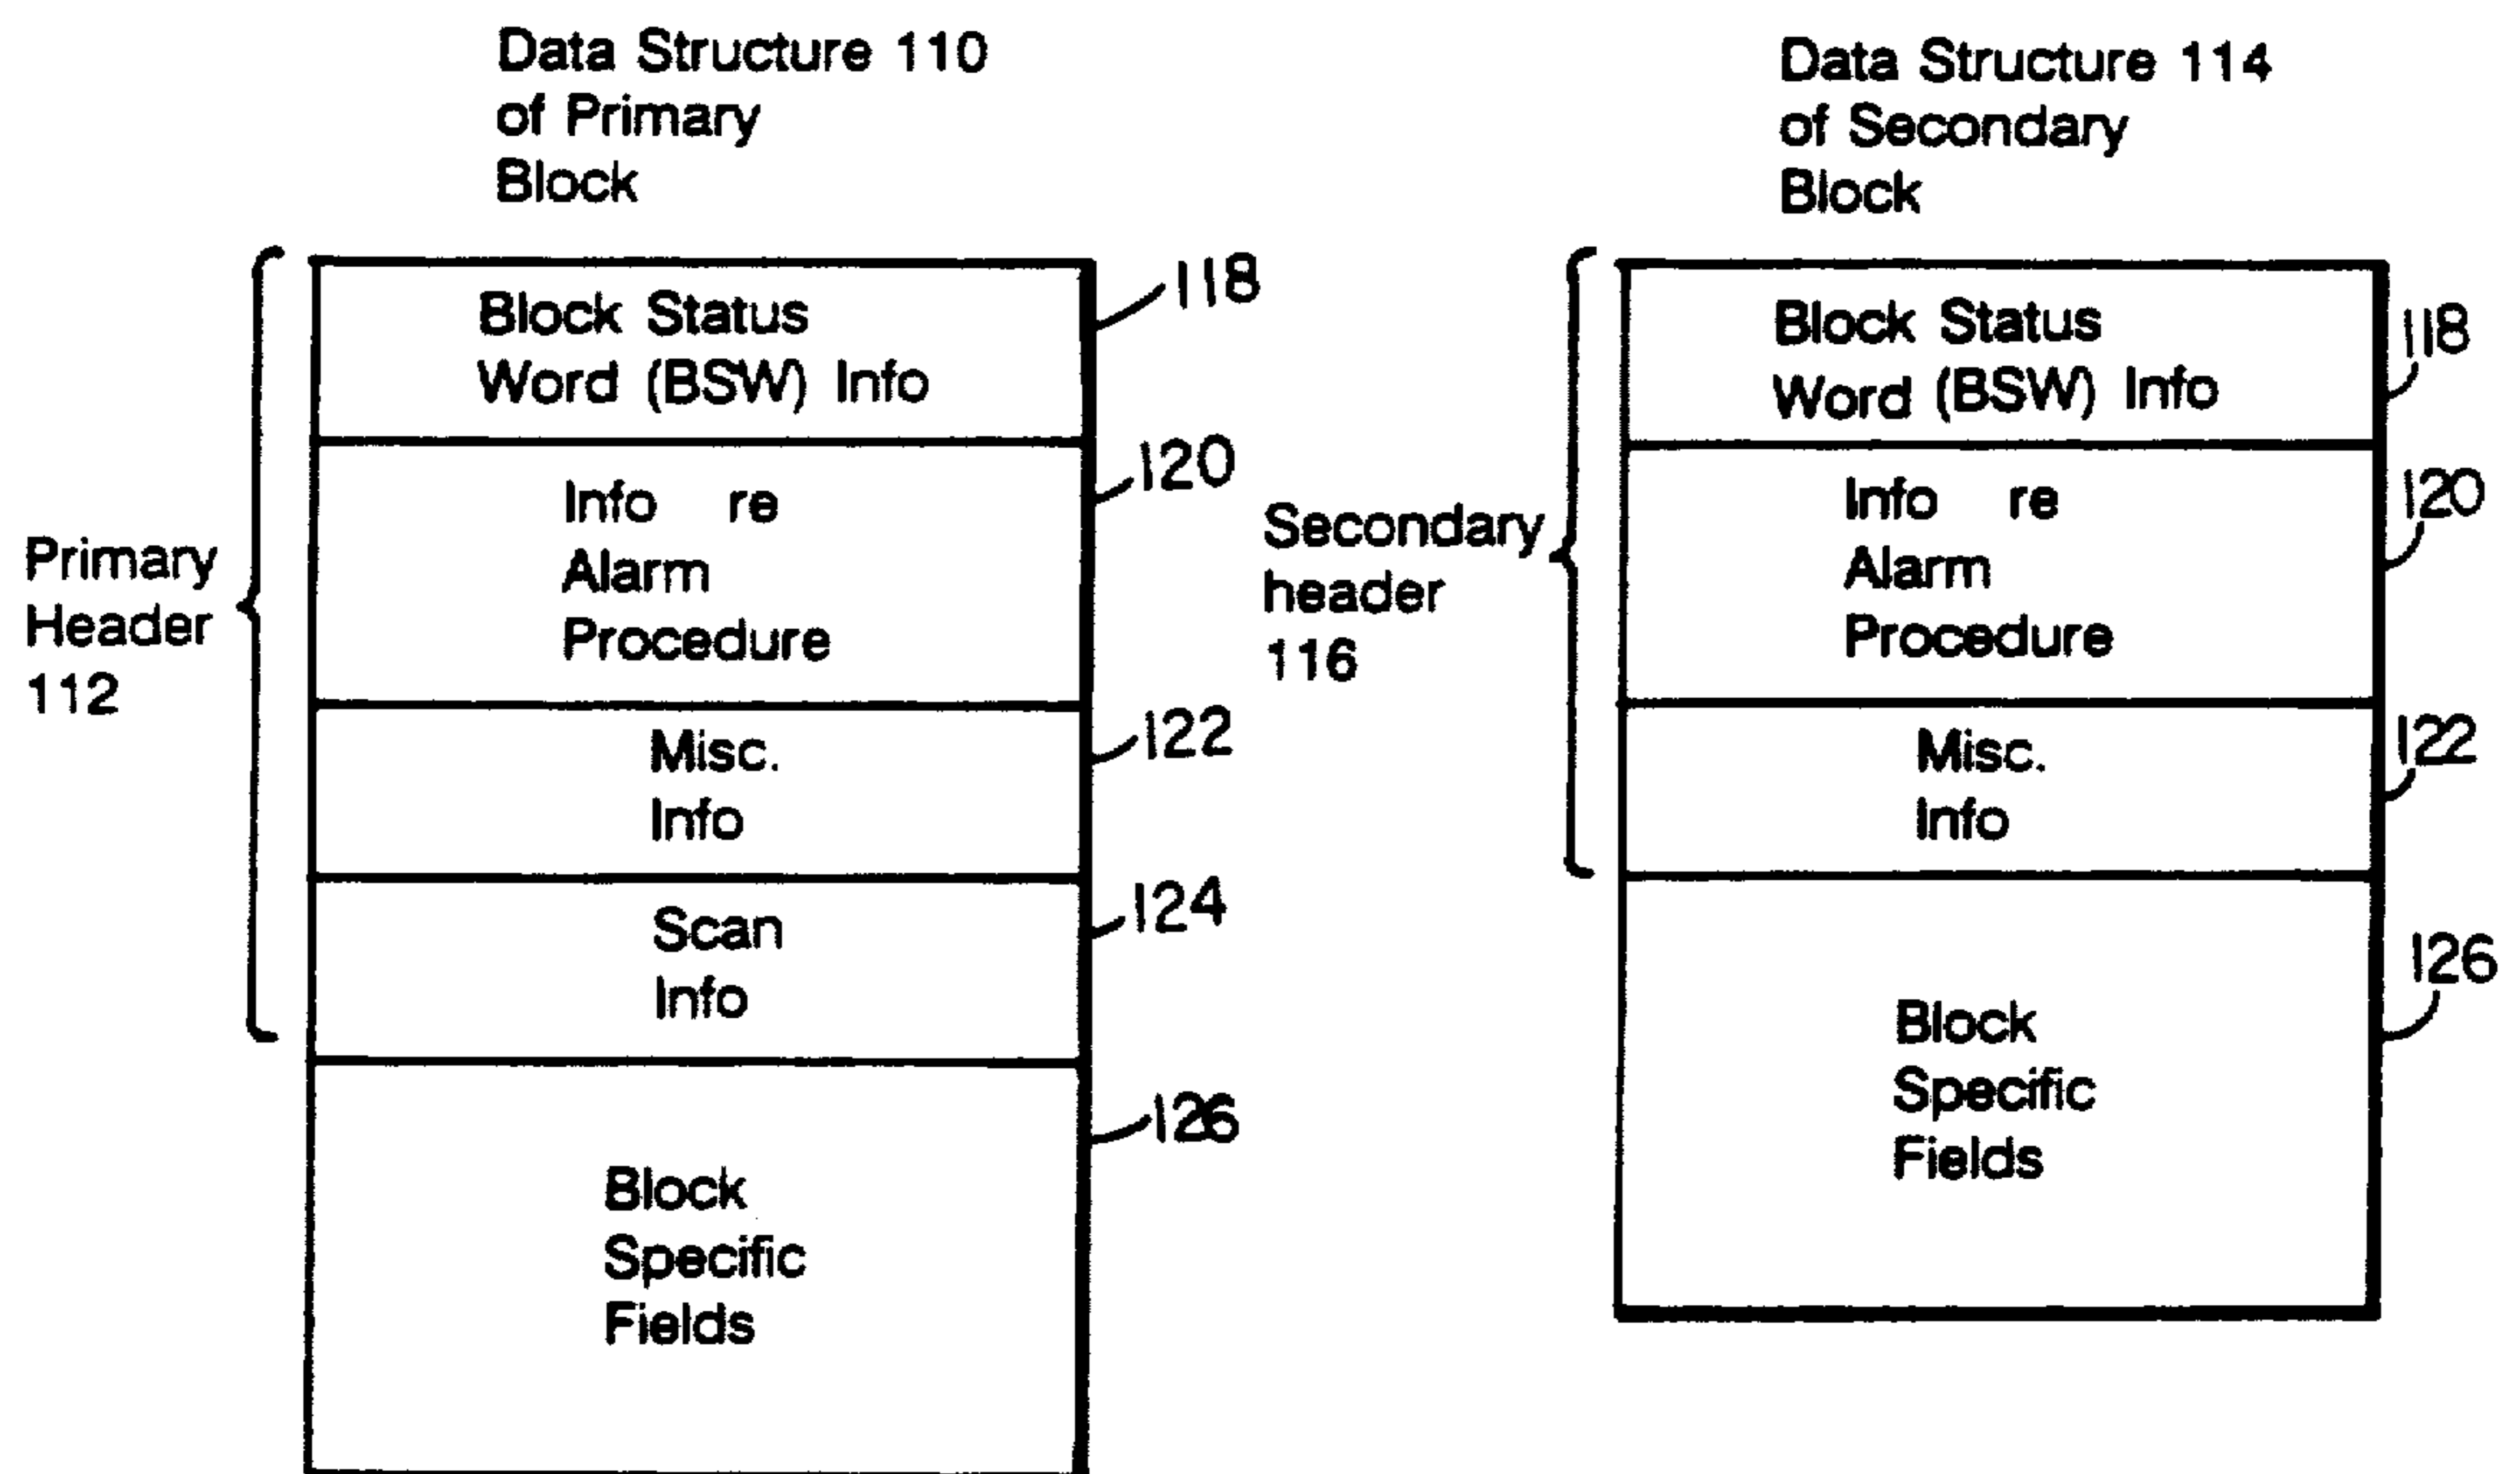 Data Structure 110
of Primary
Block
Primary
Header
112
Block Status
Word (BSW) Info
118
Info re
Alarm
Procedure
120
Misc.
Info
122
Scan
Info
124
Block
Specific
Fields
126
Data Structure 114
of Secondary
Block
Secondary
header
116
Block Status
Word (BSW) Info
118
Info re
Alarm
Procedure
120
Misc.
Info
122
Block
Specific
Fields
126